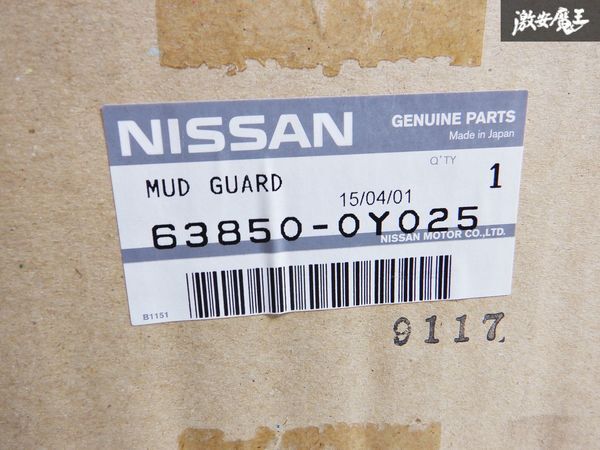 激安魔王
NISSAN
GENUINE PARTS
Made in Japan
Q'TY
MUD GUARD
1
15/04/01
63850-0Y025
NISSAN MOTOR CO.,LTD.
B1151
9117